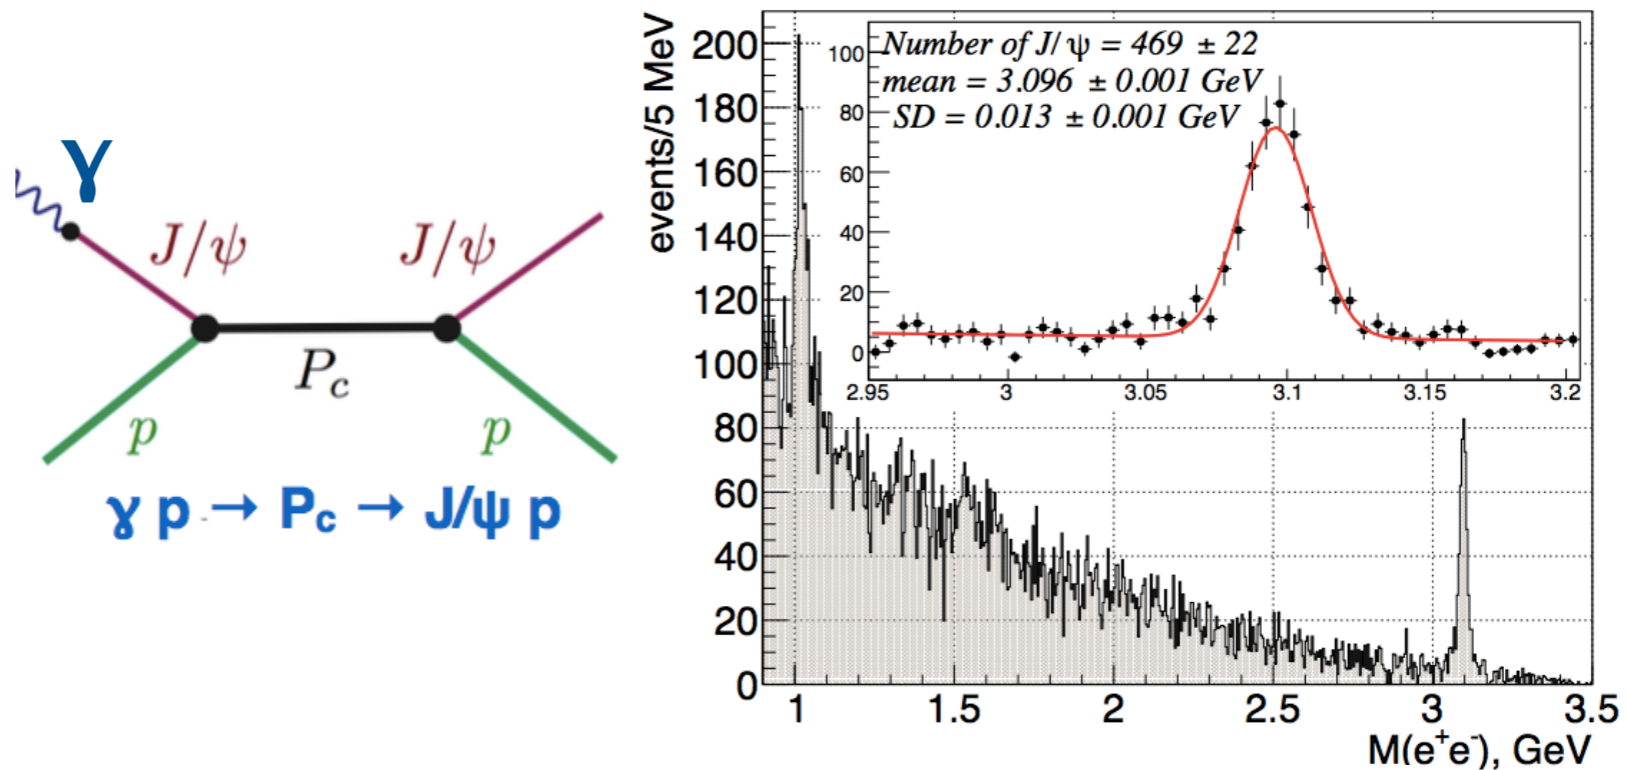 γ
J/ψ
J/ψ
P_c
p
p
γ p → P_c → J/ψ p
events/5 MeV
200
180
160
140
120
100
80
60
40
20
0
1
1.5
2
2.5
3
3.5
M(e⁺e⁻), GeV
Number of J/ψ = 469 ± 22
mean = 3.096 ± 0.001 GeV
SD = 0.013 ± 0.001 GeV
100
80
60
40
20
0
2.95
3
3.05
3.1
3.15
3.2